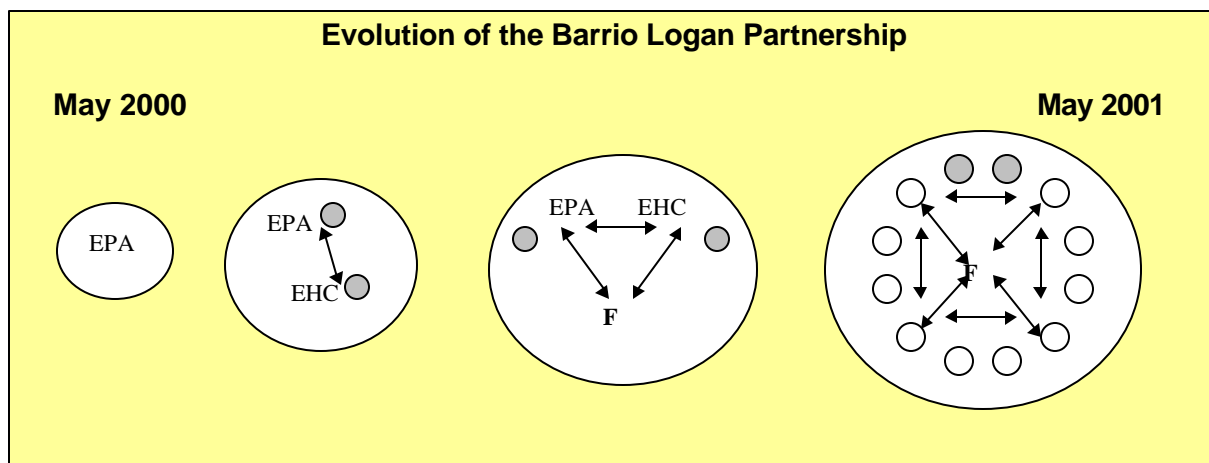 Evolution of the Barrio Logan Partnership
May 2000
May 2001
EPA
EPA
EHC
EPA
EHC
F
F